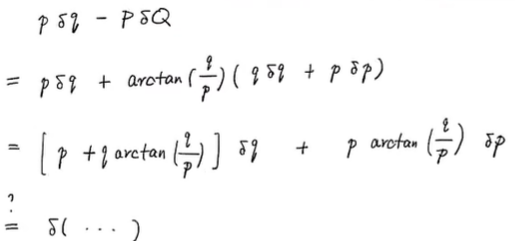 p δq - P δQ
= p δq + arctan(q/p)( q δq + p δp)
= [ p + q arctan(q/p) ] δq + p arctan(q/p) δp
?= δ( ... )